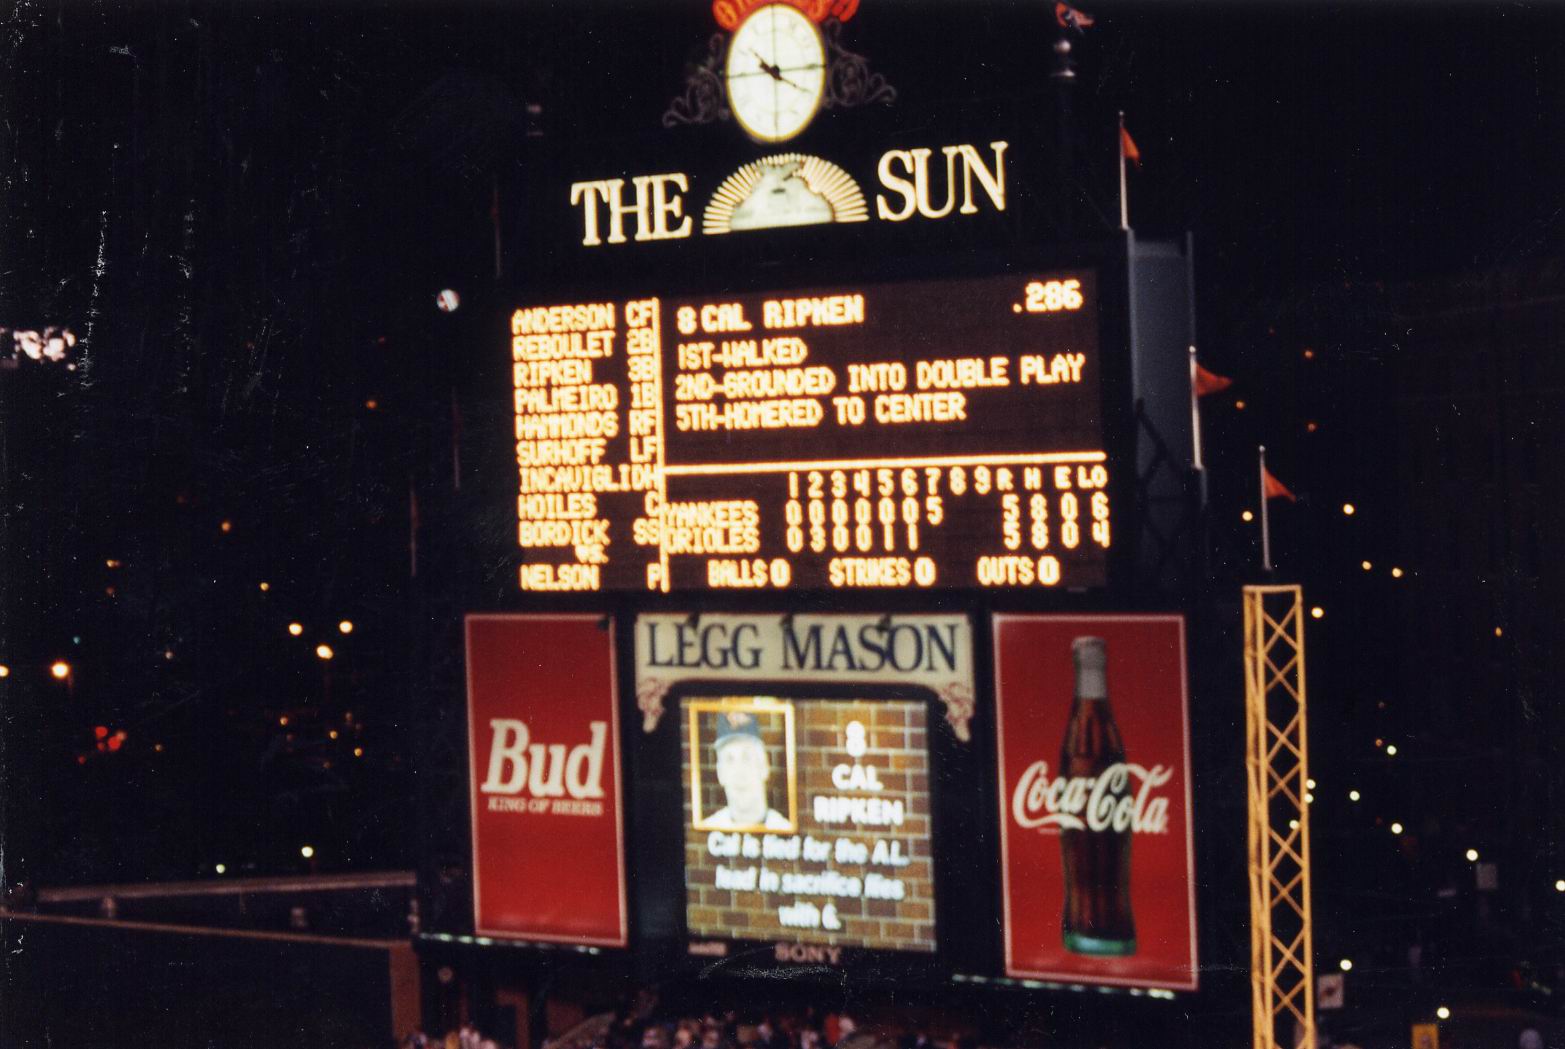 ORIOLES
THE SUN
ANDERSON CF
REBOULET 2B
RIPKEN 3B
PALMEIRO 1B
HAMMONDS RF
SURHOFF LF
INCAVIGLIDH
HOILES C
BORDICK SS
VS.
NELSON P
8 CAL RIPKEN .286
1ST-WALKED
2ND-GROUNDED INTO DOUBLE PLAY
5TH-HOMERED TO CENTER
1 2 3 4 5 6 7 8 9 R H E LO
YANKEES 0 0 0 0 0 0 5 5 8 0 6
ORIOLES 0 3 0 0 1 1 5 8 0 4
BALLS 0 STRIKES 0 OUTS 0
Bud
KING OF BEERS
LEGG MASON
8
CAL
RIPKEN
Cal is tied for the A.L.
lead in sacrifice flies
with 6.
SONY
Coca-Cola